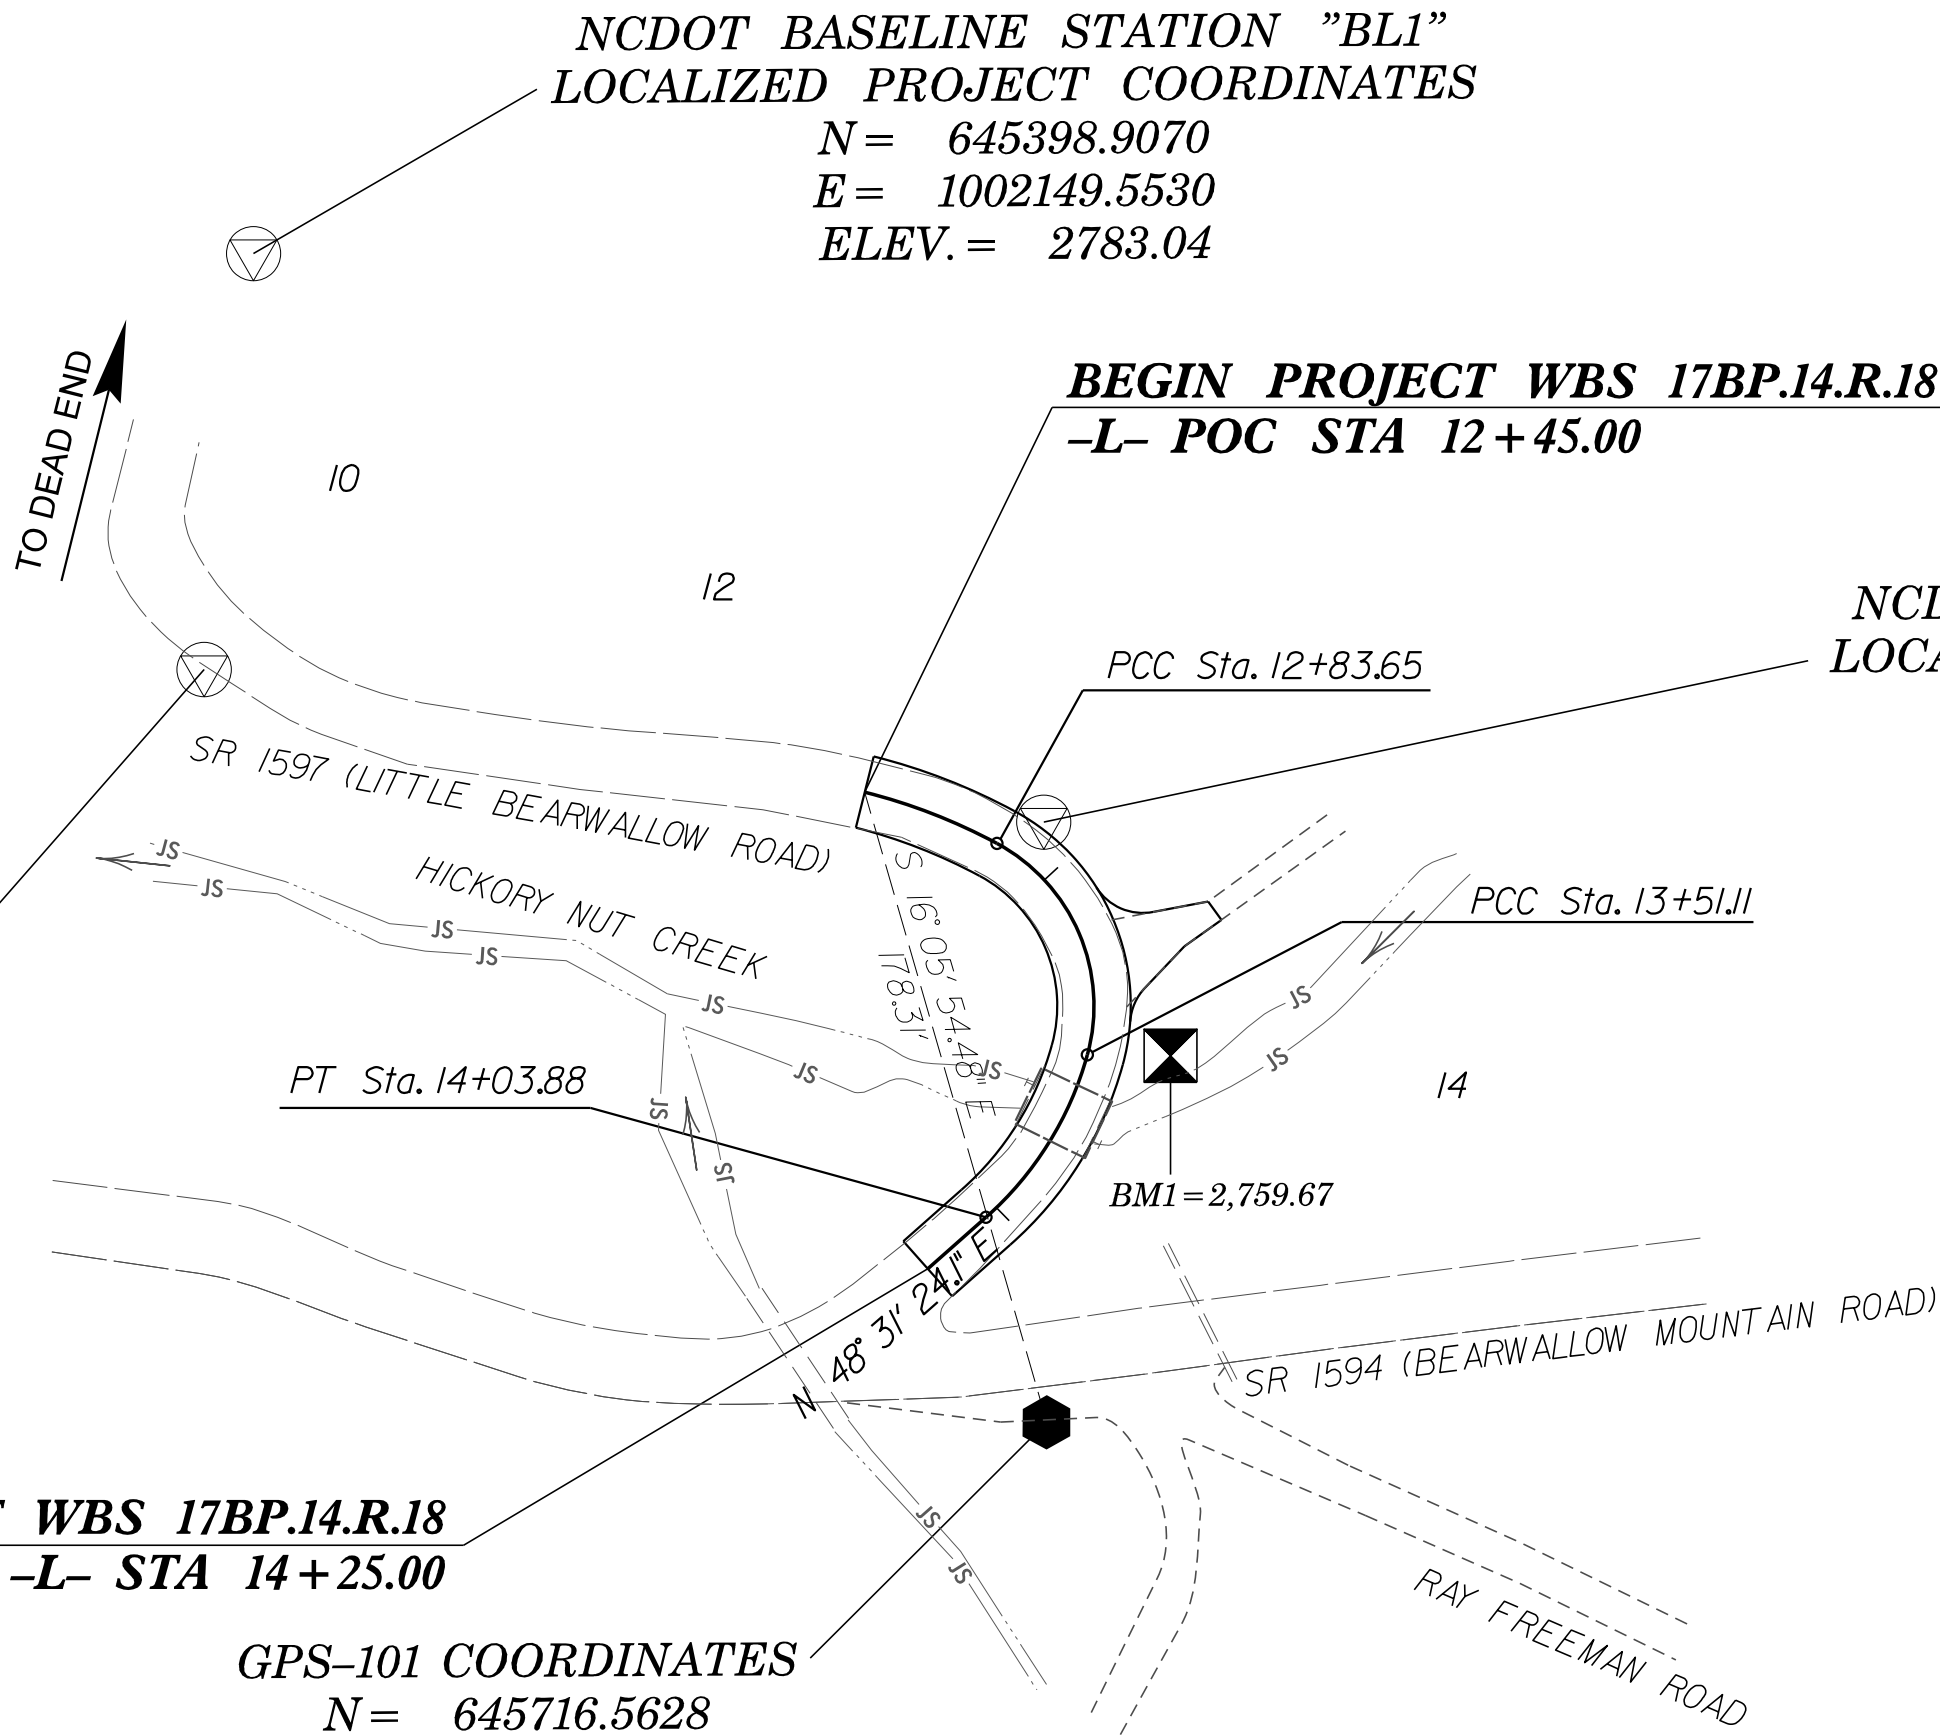 NCDOT BASELINE STATION "BL1"
LOCALIZED PROJECT COORDINATES
N = 645398.9070
E = 1002149.5530
ELEV. = 2783.04
TO DEAD END
BEGIN PROJECT WBS 17BP.14.R.18
–L– POC STA 12+45.00
10
12
PCC Sta. 12+83.65
SR 1597 (LITTLE BEARWALLOW ROAD)
HICKORY NUT CREEK
JS
JS
JS
JS
JS
JS
JS
JS
JS
JS
JS
S 16° 05' 54.48" E
178.31'
PCC Sta. 13+51.11
14
PT Sta. 14+03.88
BM1=2,759.67
N 48° 31' 24.1" E
SR 1594 (BEARWALLOW MOUNTAIN ROAD)
WBS 17BP.14.R.18
–L– STA 14+25.00
JS
JS
RAY FREEMAN ROAD
GPS–101 COORDINATES
N = 645716.5628